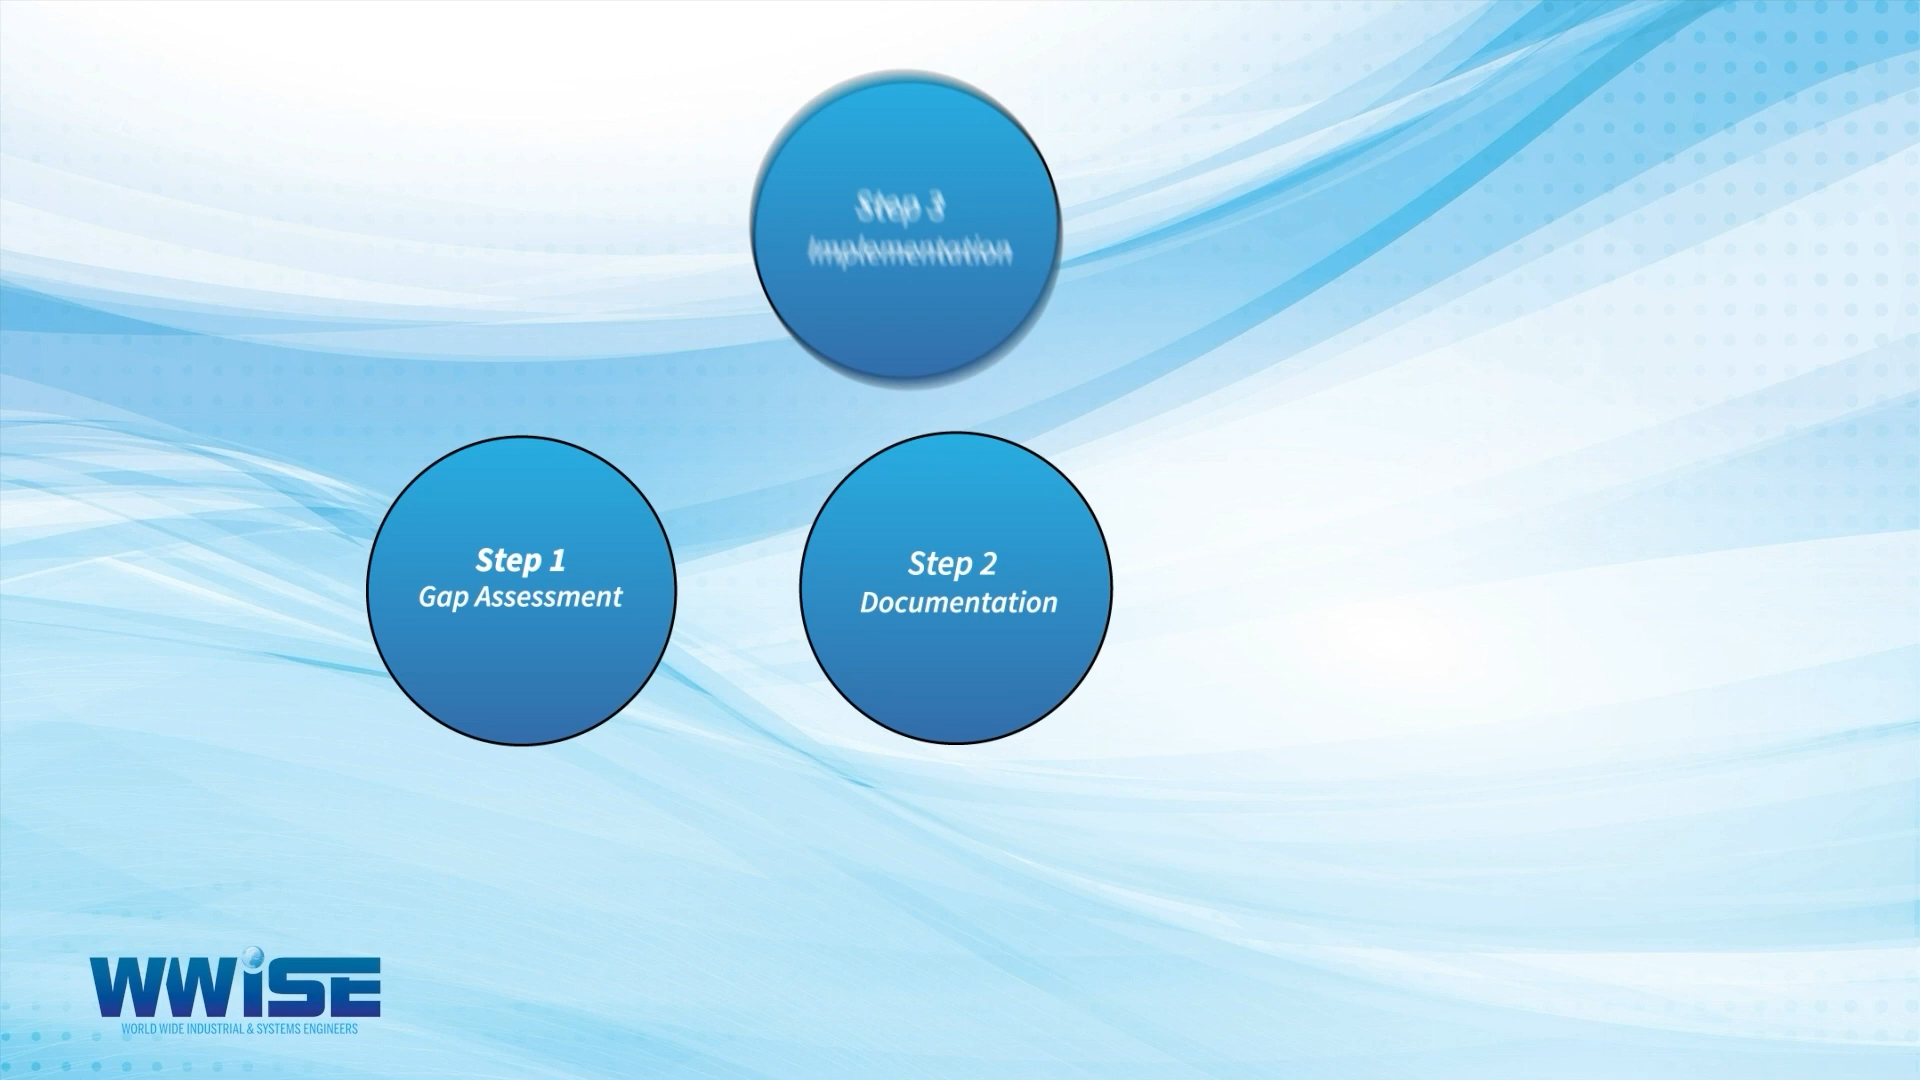 Step 3
Implementation
Step 1
Gap Assessment
Step 2
Documentation
WWiSE
WORLD WIDE INDUSTRIAL & SYSTEMS ENGINEERS